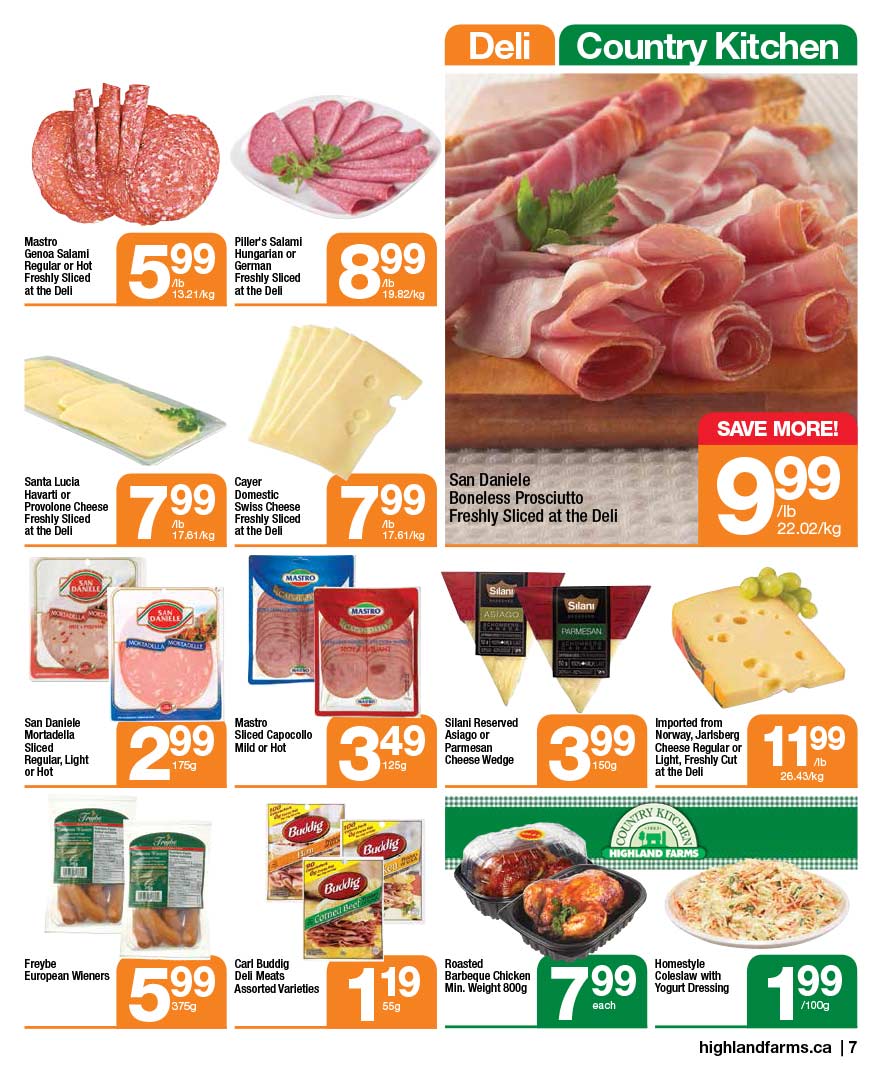 Deli
Country Kitchen
Mastro
Genoa Salami
Regular or Hot
Freshly Sliced
at the Deli
5.99
/lb
13.21/kg
Piller's Salami
Hungarian or
German
Freshly Sliced
at the Deli
8.99
/lb
19.82/kg
SAVE MORE!
San Daniele
Boneless Prosciutto
Freshly Sliced at the Deli
9.99
/lb
22.02/kg
Santa Lucia
Havarti or
Provolone Cheese
Freshly Sliced
at the Deli
7.99
/lb
17.61/kg
Cayer
Domestic
Swiss Cheese
Freshly Sliced
at the Deli
7.99
/lb
17.61/kg
SAN
DANIELE
MORTADELLA
SAN
DANIELE
MORTADELLA MORTADELLE
San Daniele
Mortadella
Sliced
Regular, Light
or Hot
2.99
175g
MASTRO
MASTRO
Mastro
Sliced Capocollo
Mild or Hot
3.49
125g
Silani
ASIAGO
Silani
PARMESAN
Silani Reserved
Asiago or
Parmesan
Cheese Wedge
3.99
150g
Imported from
Norway, Jarlsberg
Cheese Regular or
Light, Freshly Cut
at the Deli
11.99
/lb
26.43/kg
Freybe
European Wieners
Freybe
European Wieners
Freybe
European Wieners
5.99
375g
Buddig
Ham
Buddig
Buddig
Corned Beef
Carl Buddig
Deli Meats
Assorted Varieties
1.19
55g
COUNTRY KITCHEN
HIGHLAND FARMS
Roasted
Barbeque Chicken
Min. Weight 800g
7.99
each
Homestyle
Coleslaw with
Yogurt Dressing
1.99
/100g
highlandfarms.ca | 7